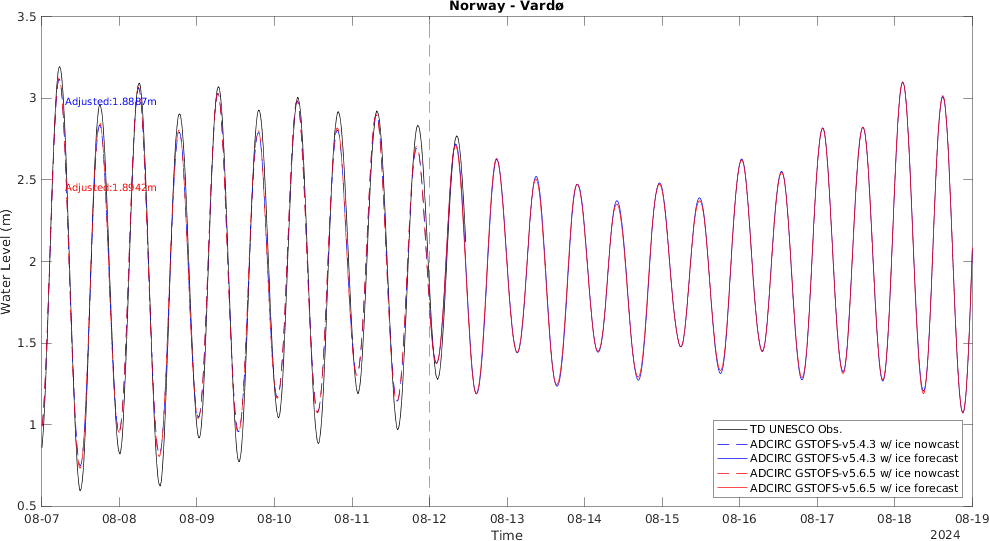 Norway - Vardø
3.5
3
2.5
2
1.5
1
0.5
Water Level (m)
Adjusted:1.8887m
Adjusted:1.8942m
TD UNESCO Obs.
ADCIRC GSTOFS-v5.4.3 w/ ice nowcast
ADCIRC GSTOFS-v5.4.3 w/ ice forecast
ADCIRC GSTOFS-v5.6.5 w/ ice nowcast
ADCIRC GSTOFS-v5.6.5 w/ ice forecast
08-07 08-08 08-09 08-10 08-11 08-12 08-13 08-14 08-15 08-16 08-17 08-18 08-19
Time
2024